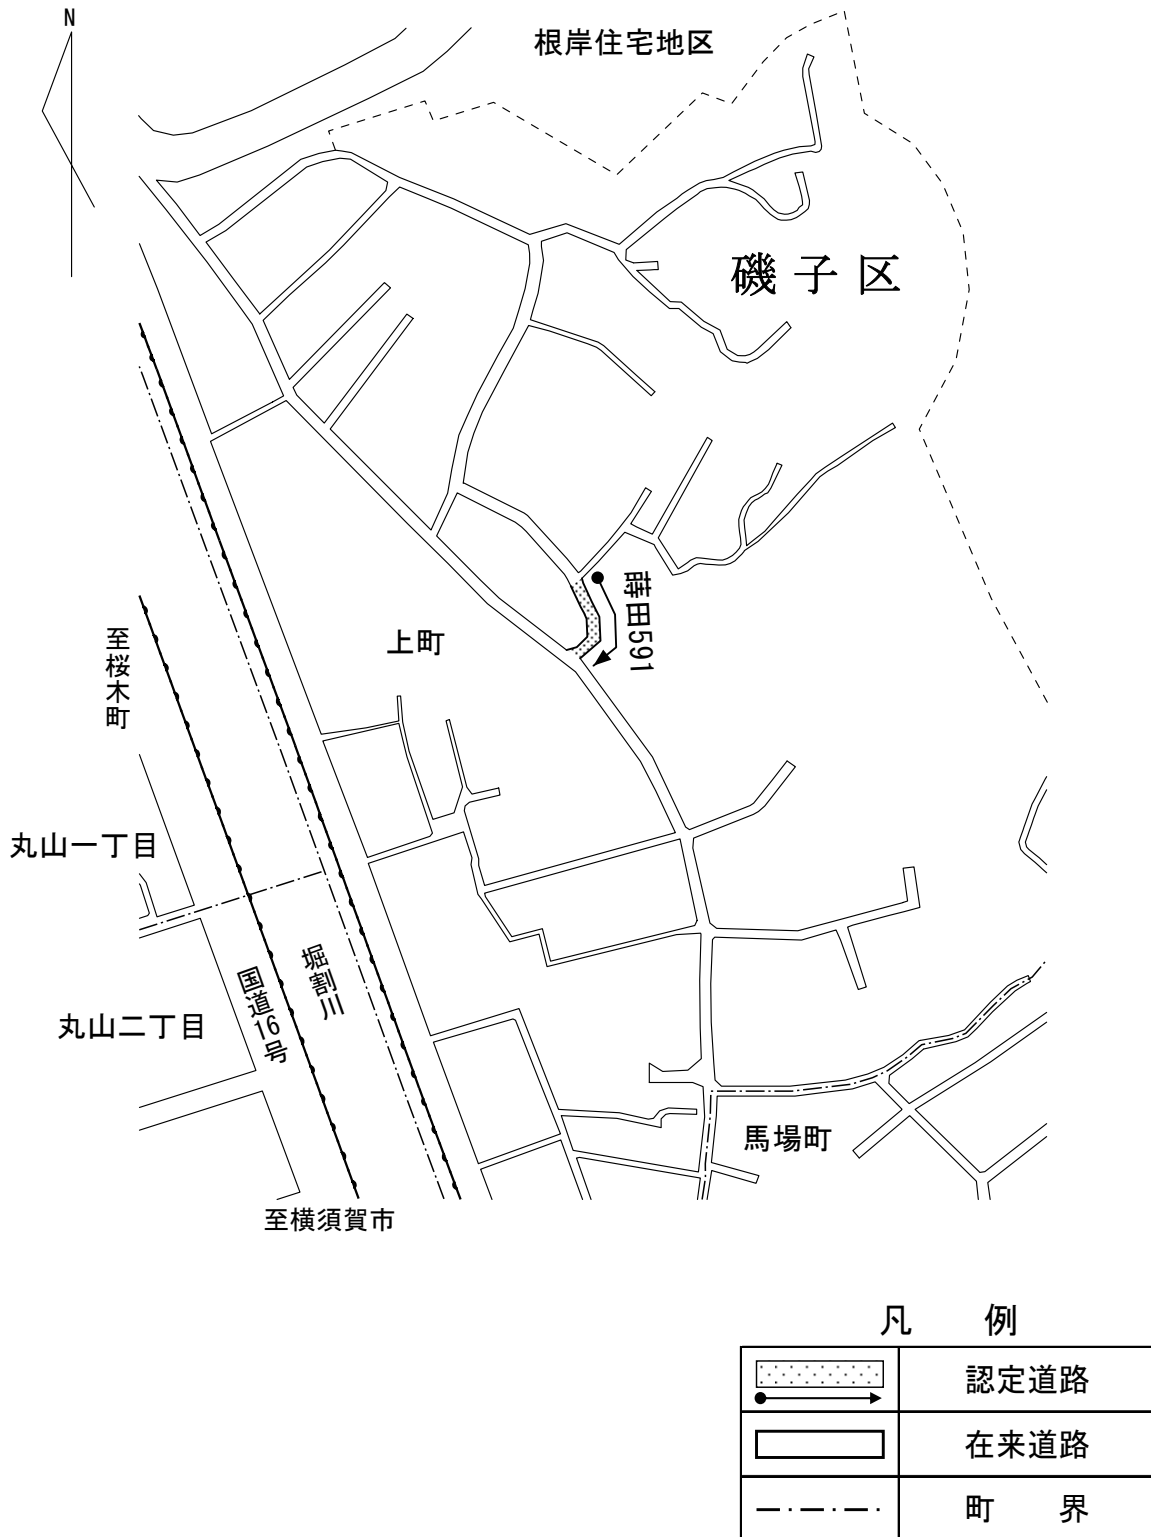 N
根岸住宅地区
磯子区
蒔田591
上町
至桜木町
丸山一丁目
堀割川
国道16号
丸山二丁目
馬場町
至横須賀市
凡　例
認定道路
在来道路
町　界